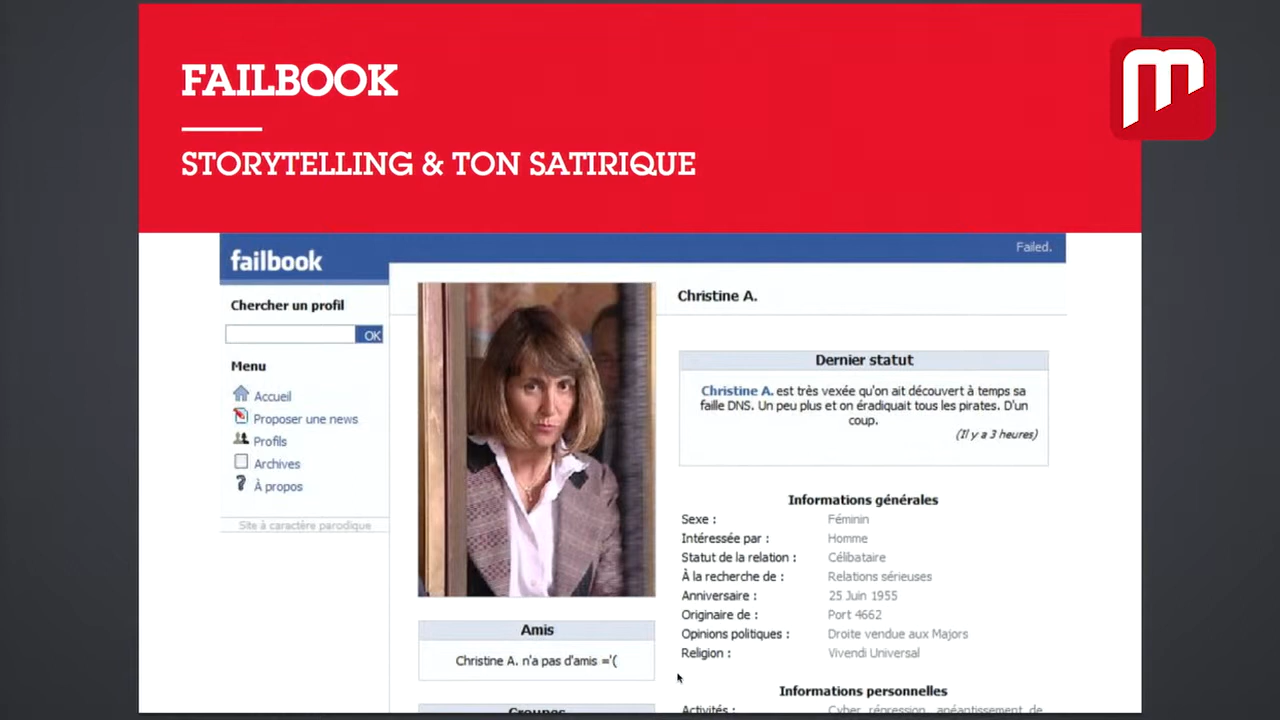 FAILBOOK
STORYTELLING & TON SATIRIQUE
failbook
Failed.
Chercher un profil
OK
Menu
Accueil
Proposer une news
Profils
Archives
À propos
Site à caractère parodique
Christine A.
Dernier statut
Christine A. est très vexée qu'on ait découvert à temps sa
faille DNS. Un peu plus et on éradiquait tous les pirates. D'un
coup.
(Il y a 3 heures)
Amis
Christine A. n'a pas d'amis ='(
Groupes
Informations générales
Sexe : Féminin
Intéressée par : Homme
Statut de la relation : Célibataire
À la recherche de : Relations sérieuses
Anniversaire : 25 Juin 1955
Originaire de : Port 4662
Opinions politiques : Droite vendue aux Majors
Religion : Vivendi Universal
Informations personnelles
Activités : Cyber régression, anéantissement de